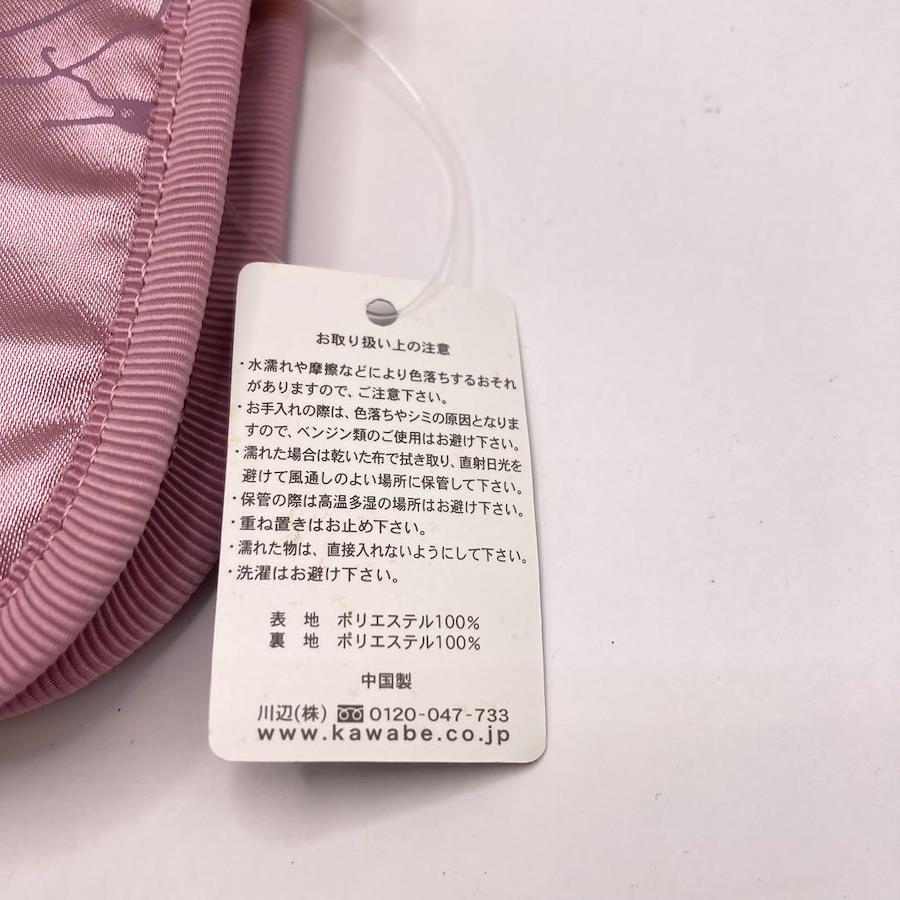 お取り扱い上の注意
・水濡れや摩擦などにより色落ちするおそれ
がありますので、ご注意下さい。
・お手入れの際は、色落ちやシミの原因となりま
すので、ベンジン類のご使用はお避け下さい。
・濡れた場合は乾いた布で拭き取り、直射日光を
避けて風通しのよい場所に保管して下さい。
・保管の際は高温多湿の場所はお避け下さい。
・重ね置きはお止め下さい。
・濡れた物は、直接入れないようにして下さい。
・洗濯はお避け下さい。
表　地　ポリエステル100%
裏　地　ポリエステル100%
中国製
川辺(株) 0120-047-733
www.kawabe.co.jp